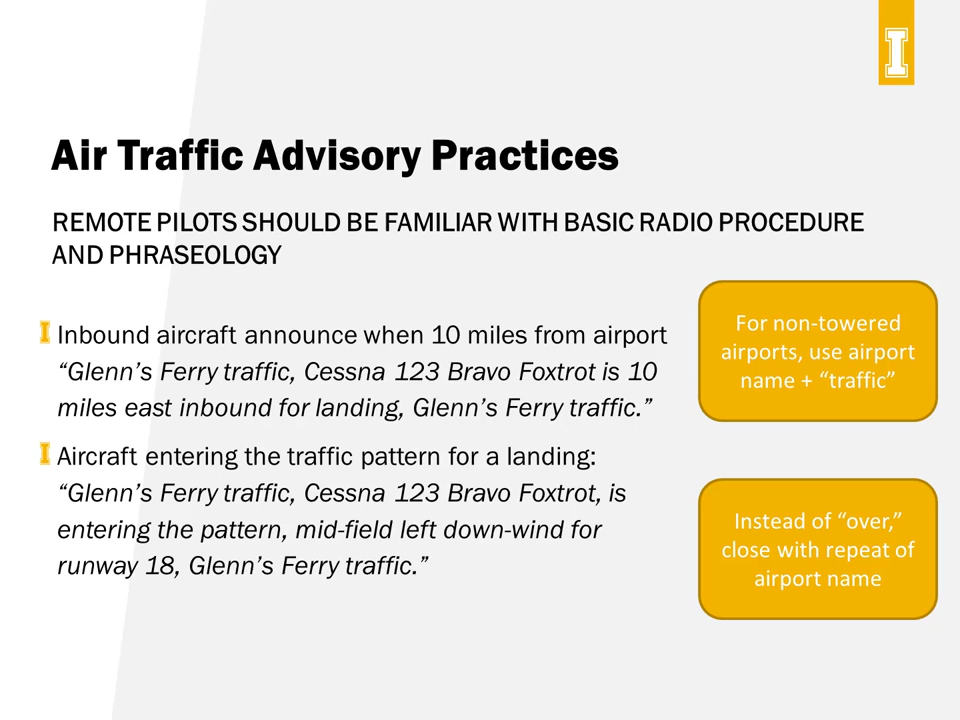 I
Air Traffic Advisory Practices
REMOTE PILOTS SHOULD BE FAMILIAR WITH BASIC RADIO PROCEDURE
AND PHRASEOLOGY
I Inbound aircraft announce when 10 miles from airport
“Glenn’s Ferry traffic, Cessna 123 Bravo Foxtrot is 10
miles east inbound for landing, Glenn’s Ferry traffic.”
I Aircraft entering the traffic pattern for a landing:
“Glenn’s Ferry traffic, Cessna 123 Bravo Foxtrot, is
entering the pattern, mid-field left down-wind for
runway 18, Glenn’s Ferry traffic.”
For non-towered
airports, use airport
name + “traffic”
Instead of “over,”
close with repeat of
airport name